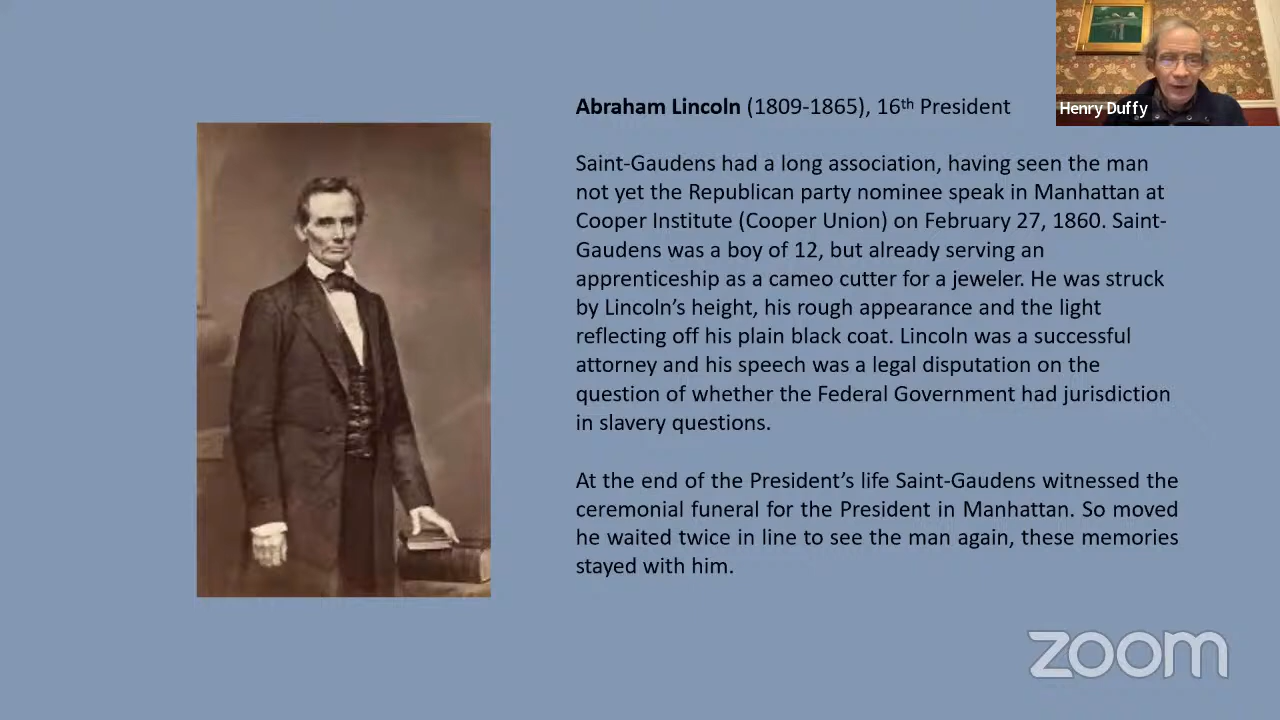 Abraham Lincoln (1809-1865), 16th President
Henry Duffy
Saint-Gaudens had a long association, having seen the man
not yet the Republican party nominee speak in Manhattan at
Cooper Institute (Cooper Union) on February 27, 1860. Saint-
Gaudens was a boy of 12, but already serving an
apprenticeship as a cameo cutter for a jeweler. He was struck
by Lincoln’s height, his rough appearance and the light
reflecting off his plain black coat. Lincoln was a successful
attorney and his speech was a legal disputation on the
question of whether the Federal Government had jurisdiction
in slavery questions.
At the end of the President’s life Saint-Gaudens witnessed the
ceremonial funeral for the President in Manhattan. So moved
he waited twice in line to see the man again, these memories
stayed with him.
zoom